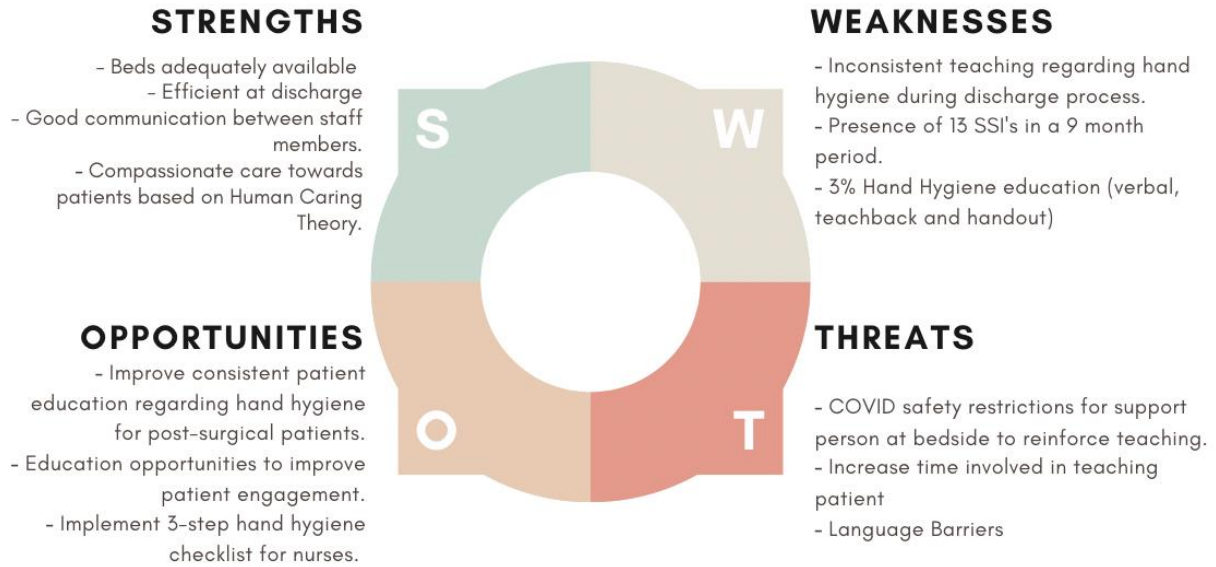 STRENGTHS
- Beds adequately available
- Efficient at discharge
- Good communication between staff
members.
- Compassionate care towards
patients based on Human Caring
Theory.
WEAKNESSES
- Inconsistent teaching regarding hand
hygiene during discharge process.
- Presence of 13 SSI's in a 9 month
period.
- 3% Hand Hygiene education (verbal,
teachback and handout)
S
W
OPPORTUNITIES
- Improve consistent patient
education regarding hand hygiene
for post-surgical patients.
- Education opportunities to improve
patient engagement.
- Implement 3-step hand hygiene
checklist for nurses.
O
T
THREATS
- COVID safety restrictions for support
person at bedside to reinforce teaching.
- Increase time involved in teaching
patient
- Language Barriers